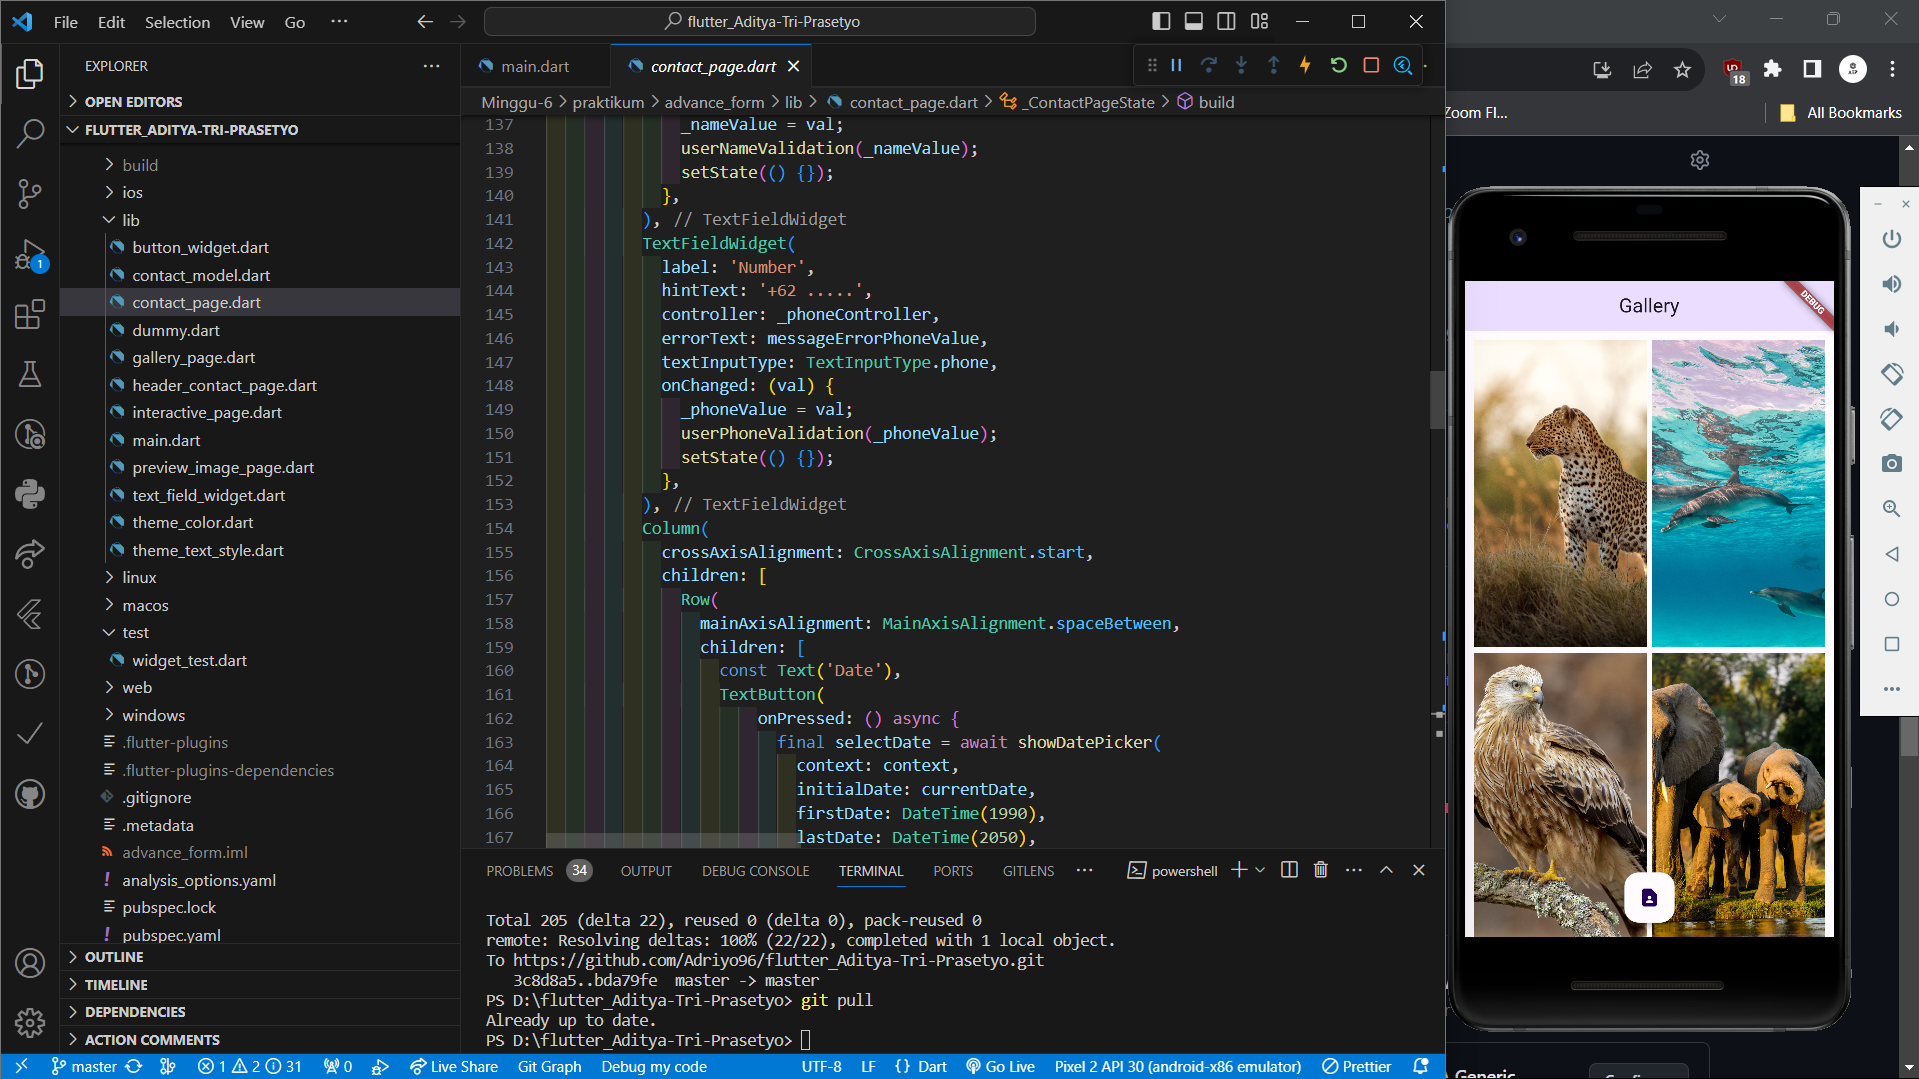 File Edit Selection View Go ···
flutter_Aditya-Tri-Prasetyo
EXPLORER
OPEN EDITORS
FLUTTER_ADITYA-TRI-PRASETYO
build
ios
lib
button_widget.dart
contact_model.dart
contact_page.dart
dummy.dart
gallery_page.dart
header_contact_page.dart
interactive_page.dart
main.dart
preview_image_page.dart
text_field_widget.dart
theme_color.dart
theme_text_style.dart
linux
macos
test
widget_test.dart
web
windows
.flutter-plugins
.flutter-plugins-dependencies
.gitignore
.metadata
advance_form.iml
analysis_options.yaml
pubspec.lock
pubspec.yaml
OUTLINE
TIMELINE
DEPENDENCIES
ACTION COMMENTS
1
main.dart contact_page.dart
Minggu-6 > praktikum > advance_form > lib > contact_page.dart > _ContactPageState > build
137 _nameValue = val;
138 userNameValidation(_nameValue);
139 setState(() {});
140 },
141 ), // TextFieldWidget
142 TextFieldWidget(
143 label: 'Number',
144 hintText: '+62 .....',
145 controller: _phoneController,
146 errorText: messageErrorPhoneValue,
147 textInputType: TextInputType.phone,
148 onChanged: (val) {
149 _phoneValue = val;
150 userPhoneValidation(_phoneValue);
151 setState(() {});
152 },
153 ), // TextFieldWidget
154 Column(
155 crossAxisAlignment: CrossAxisAlignment.start,
156 children: [
157 Row(
158 mainAxisAlignment: MainAxisAlignment.spaceBetween,
159 children: [
160 const Text('Date'),
161 TextButton(
162 onPressed: () async {
163 final selectDate = await showDatePicker(
164 context: context,
165 initialDate: currentDate,
166 firstDate: DateTime(1990),
167 lastDate: DateTime(2050),
PROBLEMS 34 OUTPUT DEBUG CONSOLE TERMINAL PORTS GITLENS ··· powershell
Total 205 (delta 22), reused 0 (delta 0), pack-reused 0
remote: Resolving deltas: 100% (22/22), completed with 1 local object.
To https://github.com/Adriyo96/flutter_Aditya-Tri-Prasetyo.git
3c8d8a5..bda79fe master -> master
PS D:\flutter_Aditya-Tri-Prasetyo> git pull
Already up to date.
PS D:\flutter_Aditya-Tri-Prasetyo>
master 1 2 31 0 Live Share Git Graph Debug my code UTF-8 LF {} Dart Go Live Pixel 2 API 30 (android-x86 emulator) Prettier
18
Zoom Fl... All Bookmarks
Gallery
DEBUG
Generic